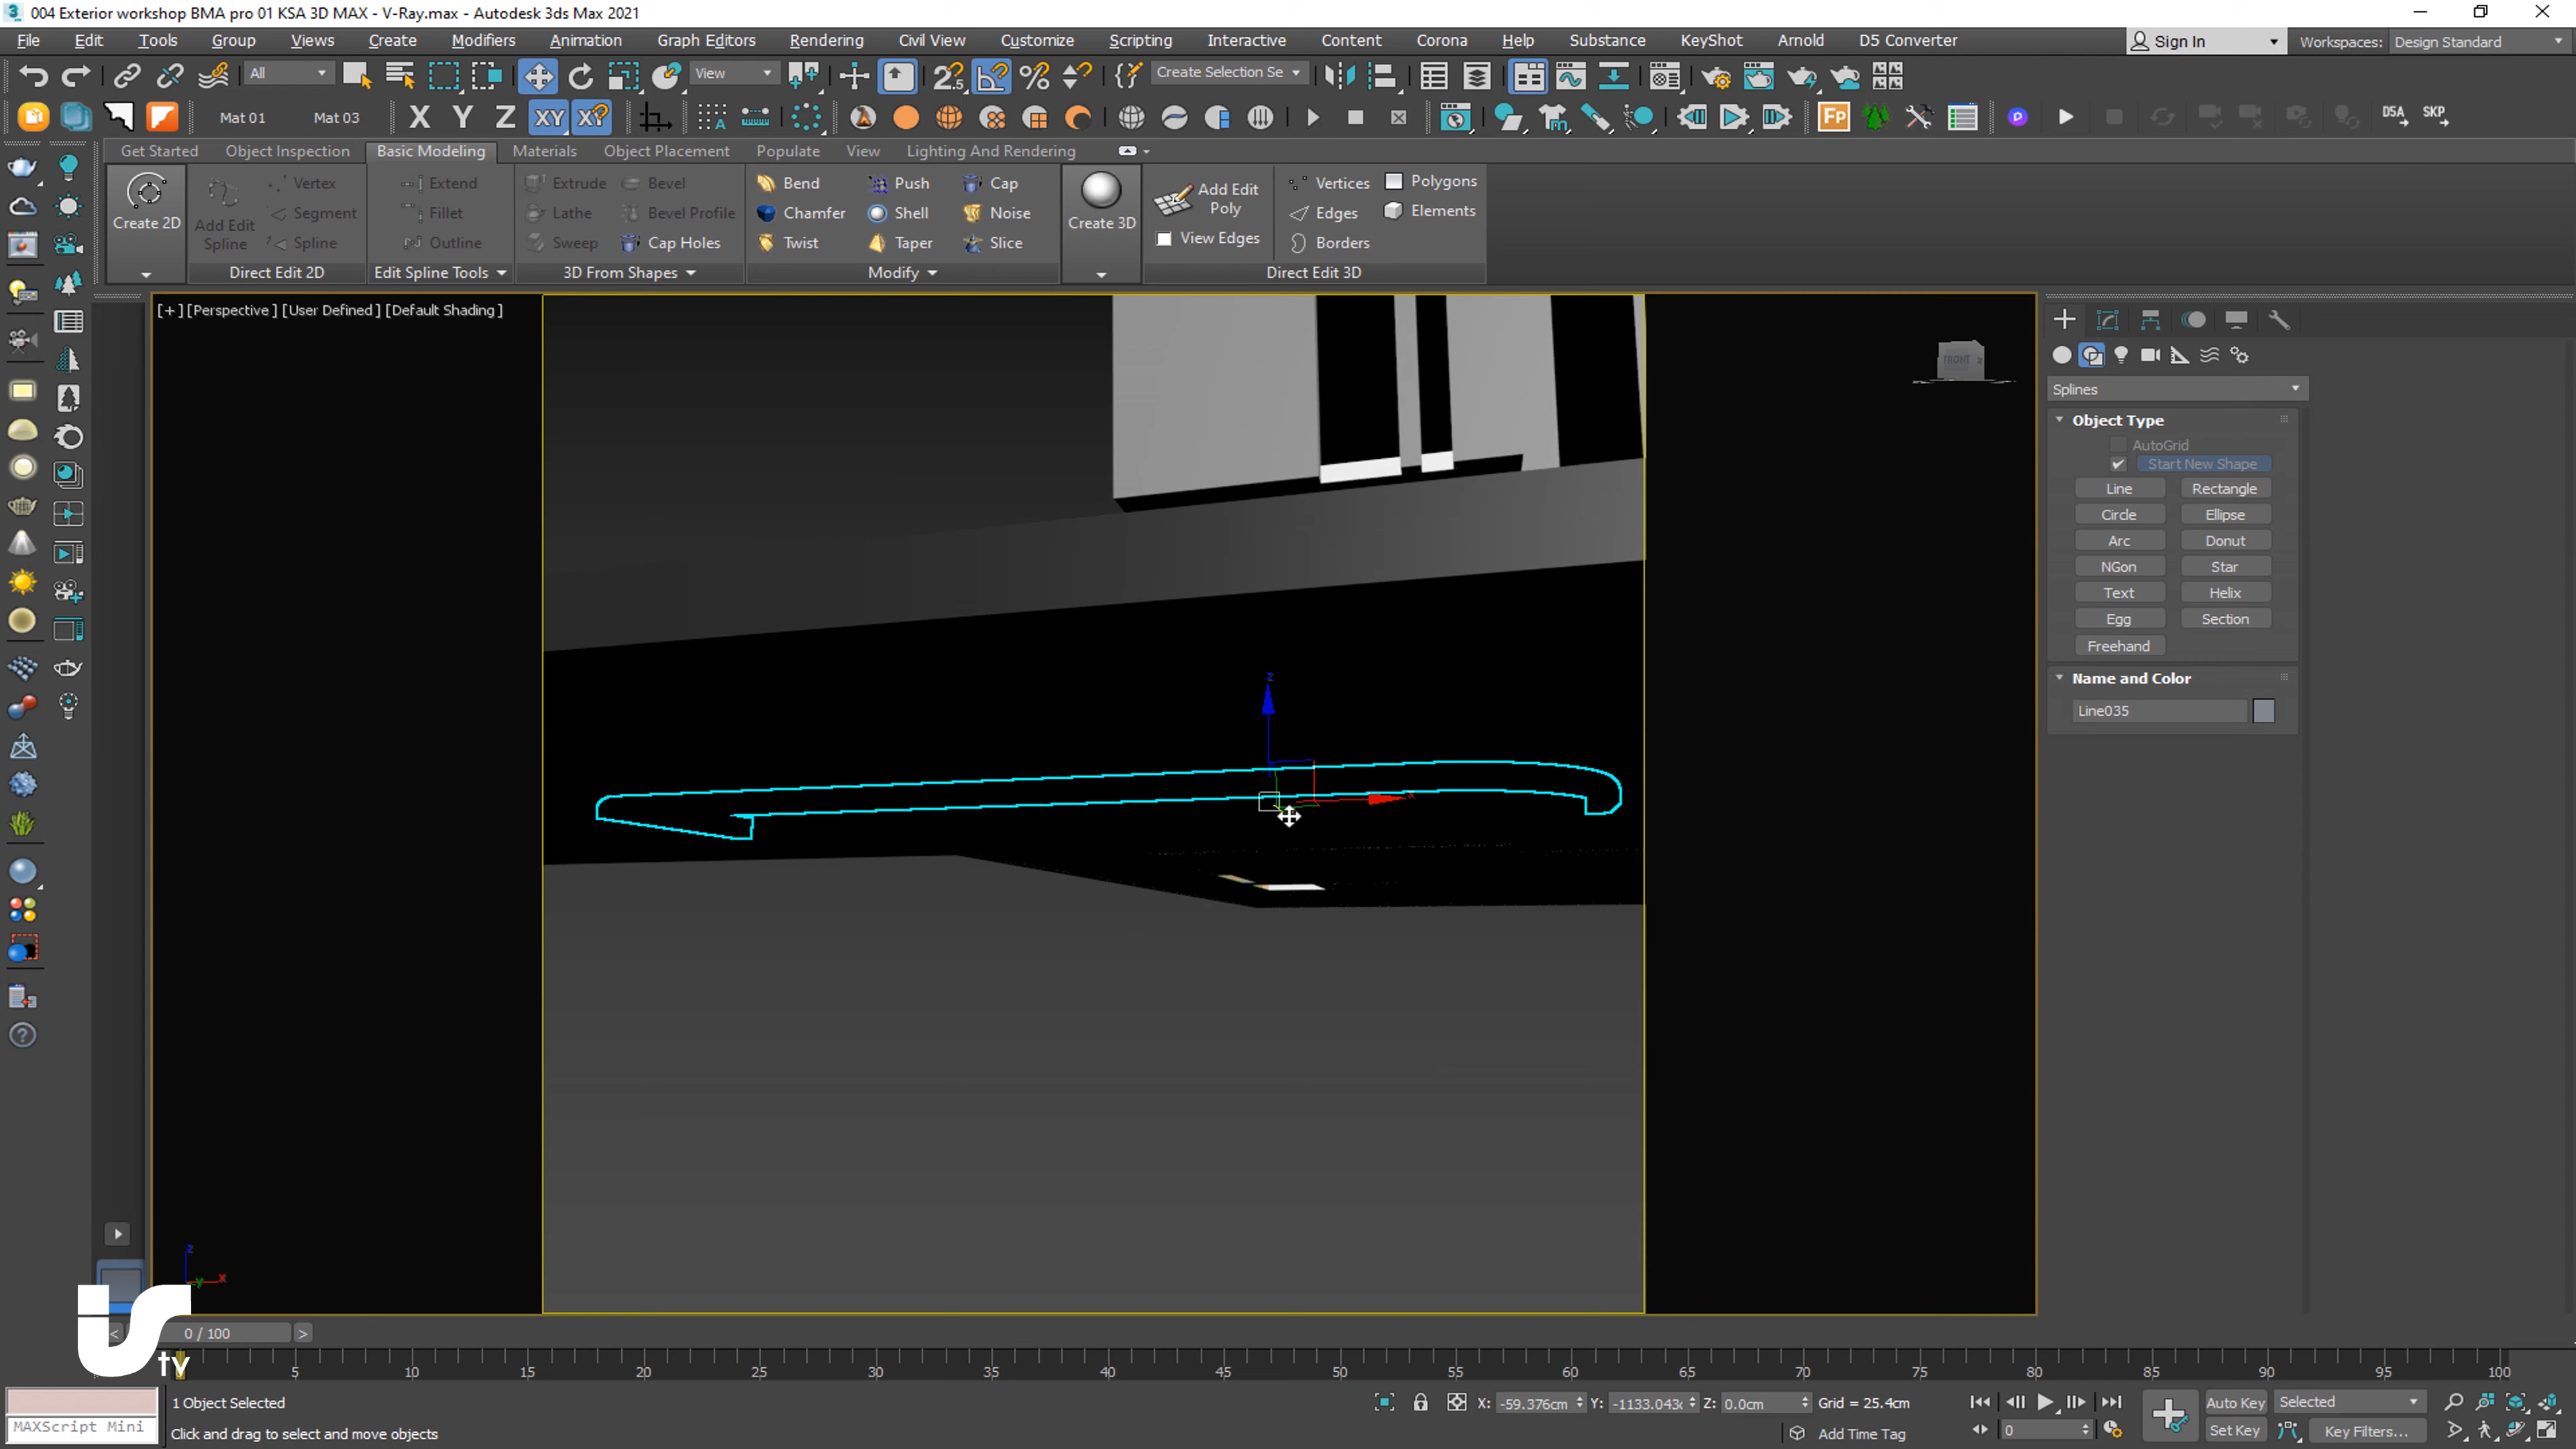 004 Exterior workshop BMA pro 01 KSA 3D MAX - V-Ray.max - Autodesk 3ds Max 2021
File Edit Tools Group Views Create Modifiers Animation Graph Editors Rendering Civil View Customize Scripting Interactive Content Corona Help Substance KeyShot Arnold D5 Converter Sign In Workspaces: Design Standard
All View Create Selection Se
Mat 01 Mat 03 X Y Z XY XY Fp D5A SKP
Get Started Object Inspection Basic Modeling Materials Object Placement Populate View Lighting And Rendering
Create 2D
Add Edit Spline
Vertex
Segment
Spline
Direct Edit 2D
Extend
Fillet
Outline
Edit Spline Tools
Extrude Bevel
Lathe Bevel Profile
Sweep Cap Holes
3D From Shapes
Bend Push Cap
Chamfer Shell Noise
Twist Taper Slice
Modify
Create 3D
Add Edit Poly
View Edges
Vertices Polygons
Edges Elements
Borders
Direct Edit 3D
[+] [Perspective] [User Defined] [Default Shading]
FRONT
Splines
Object Type
AutoGrid
Start New Shape
Line Rectangle
Circle Ellipse
Arc Donut
NGon Star
Text Helix
Egg Section
Freehand
Name and Color
Line035
z
x
z
y
x
tv
< 0 / 100 >
5 10 15 20 25 30 35 40 45 50 55 60 65 70 75 80 85 90 95 100
1 Object Selected
X: -59.376cm Y: -1133.043c Z: 0.0cm Grid = 25.4cm
Auto Key Selected
MAXScript Mini
Click and drag to select and move objects
Add Time Tag
0
Set Key Key Filters...